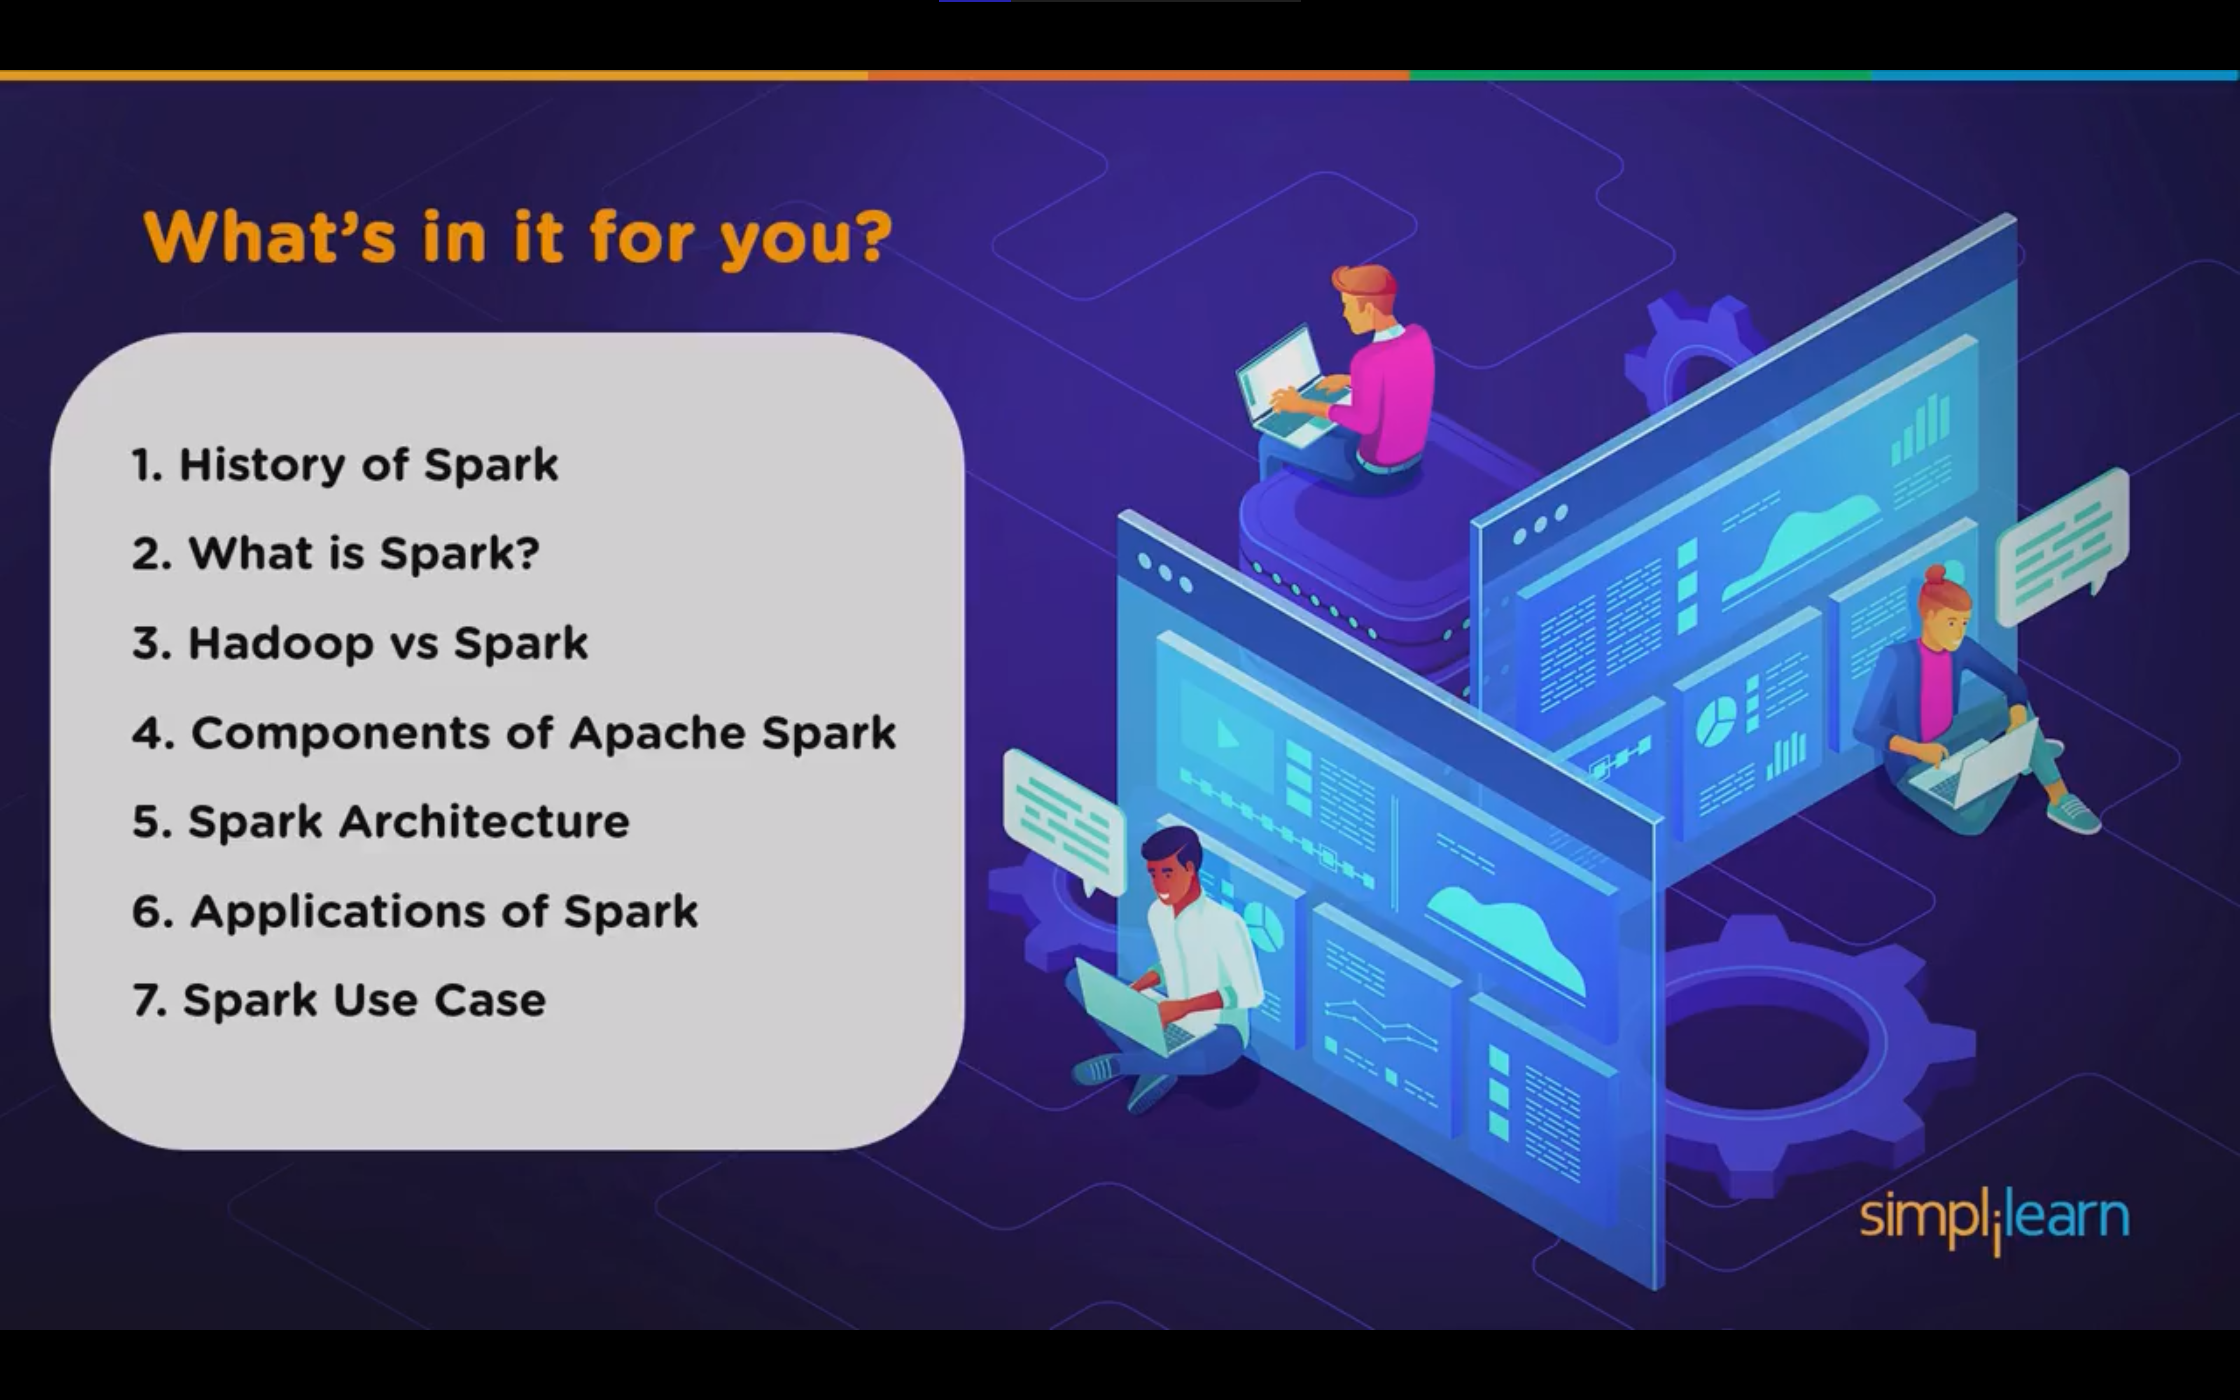 What's in it for you?
1. History of Spark
2. What is Spark?
3. Hadoop vs Spark
4. Components of Apache Spark
5. Spark Architecture
6. Applications of Spark
7. Spark Use Case
simplilearn